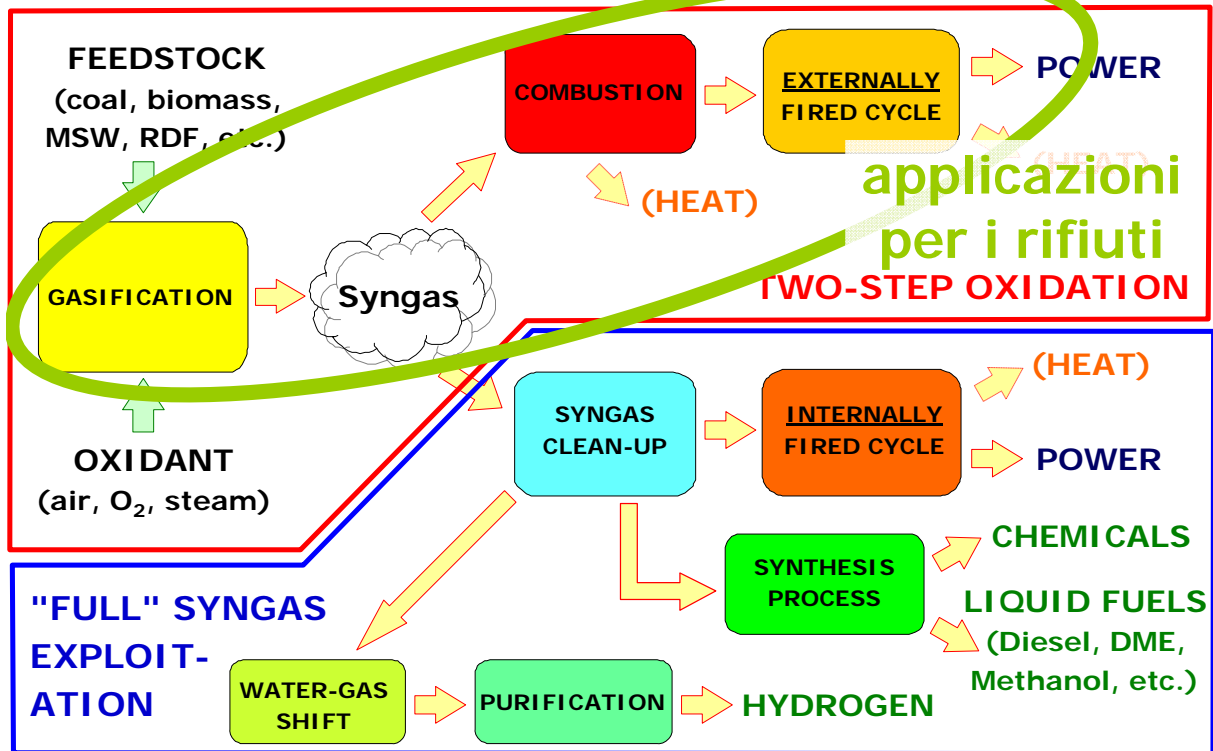 FEEDSTOCK
(coal, biomass,
MSW, RDF, etc.)
COMBUSTION
EXTERNALLY
FIRED CYCLE
POWER
(HEAT)
(HEAT)
applicazioni
per i rifiuti
GASIFICATION
Syngas
TWO-STEP OXIDATION
OXIDANT
(air, O₂, steam)
SYNGAS
CLEAN-UP
INTERNALLY
FIRED CYCLE
(HEAT)
POWER
SYNTHESIS
PROCESS
CHEMICALS
LIQUID FUELS
(Diesel, DME,
Methanol, etc.)
"FULL" SYNGAS
EXPLOIT-
ATION
WATER-GAS
SHIFT
PURIFICATION
HYDROGEN